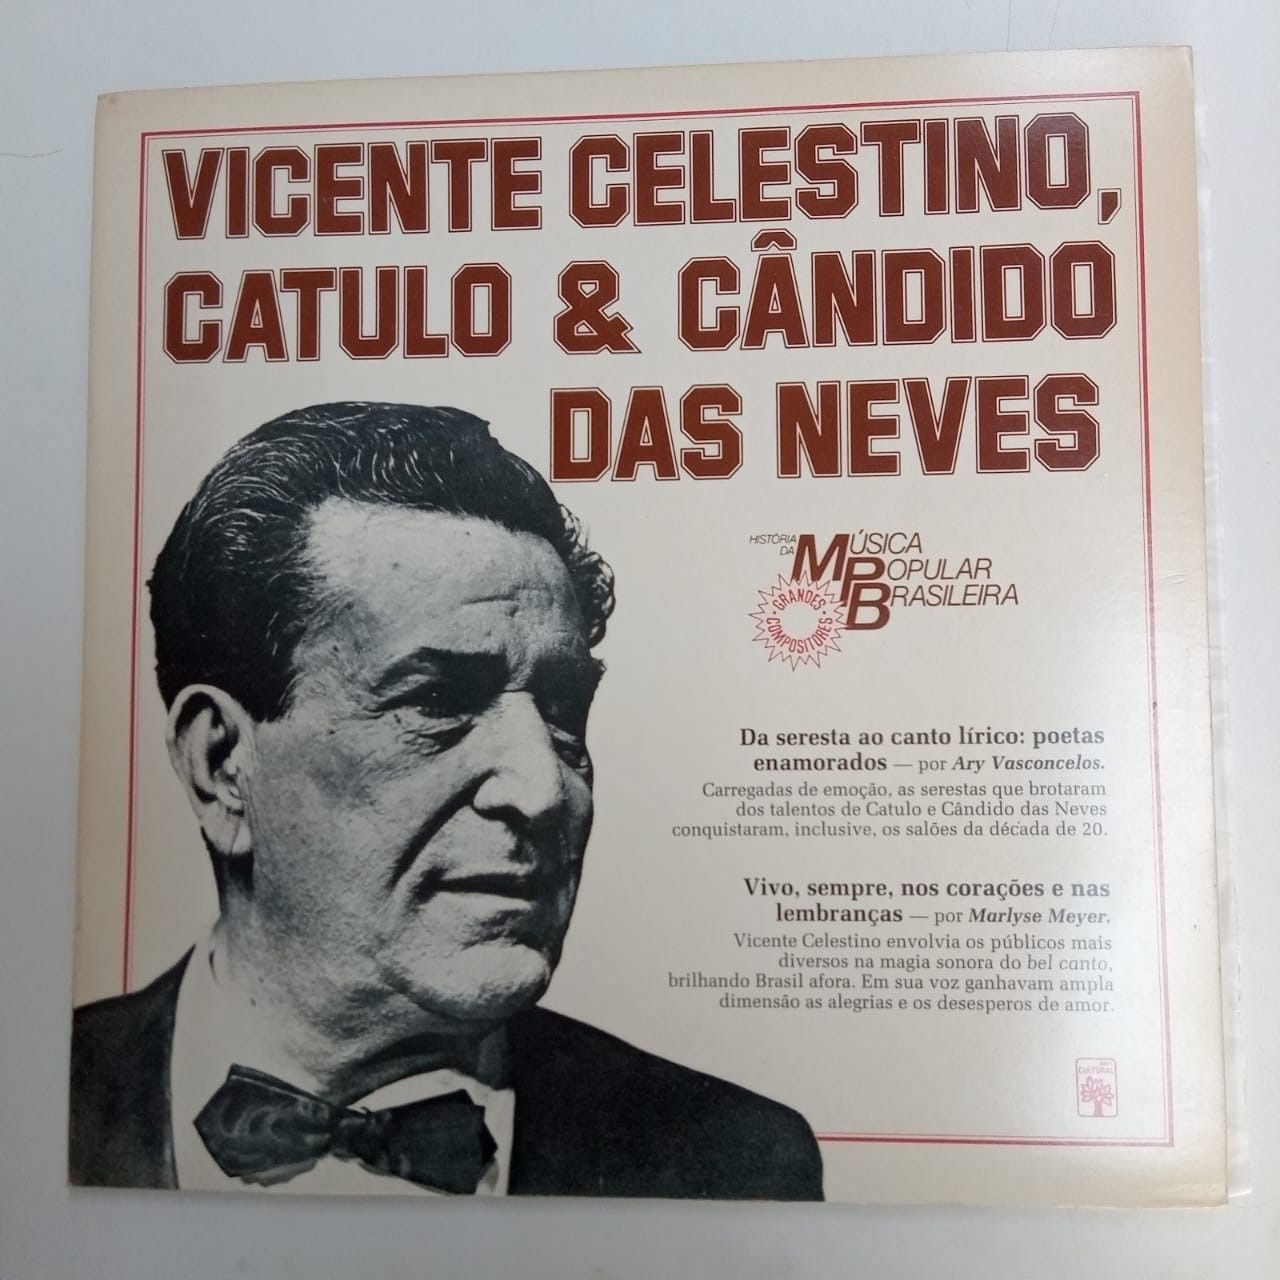 VICENTE CELESTINO,
CATULO & CÂNDIDO
DAS NEVES
HISTÓRIA
DA
MÚSICA
POPULAR
BRASILEIRA
GRANDES
COMPOSITORES
Da seresta ao canto lírico: poetas
enamorados — por Ary Vasconcelos.
Carregadas de emoção, as serestas que brotaram
dos talentos de Catulo e Cândido das Neves
conquistaram, inclusive, os salões da década de 20.
Vivo, sempre, nos corações e nas
lembranças — por Marlyse Meyer.
Vicente Celestino envolvia os públicos mais
diversos na magia sonora do bel canto,
brilhando Brasil afora. Em sua voz ganhavam ampla
dimensão as alegrias e os desesperos de amor.
ABRIL
CULTURAL